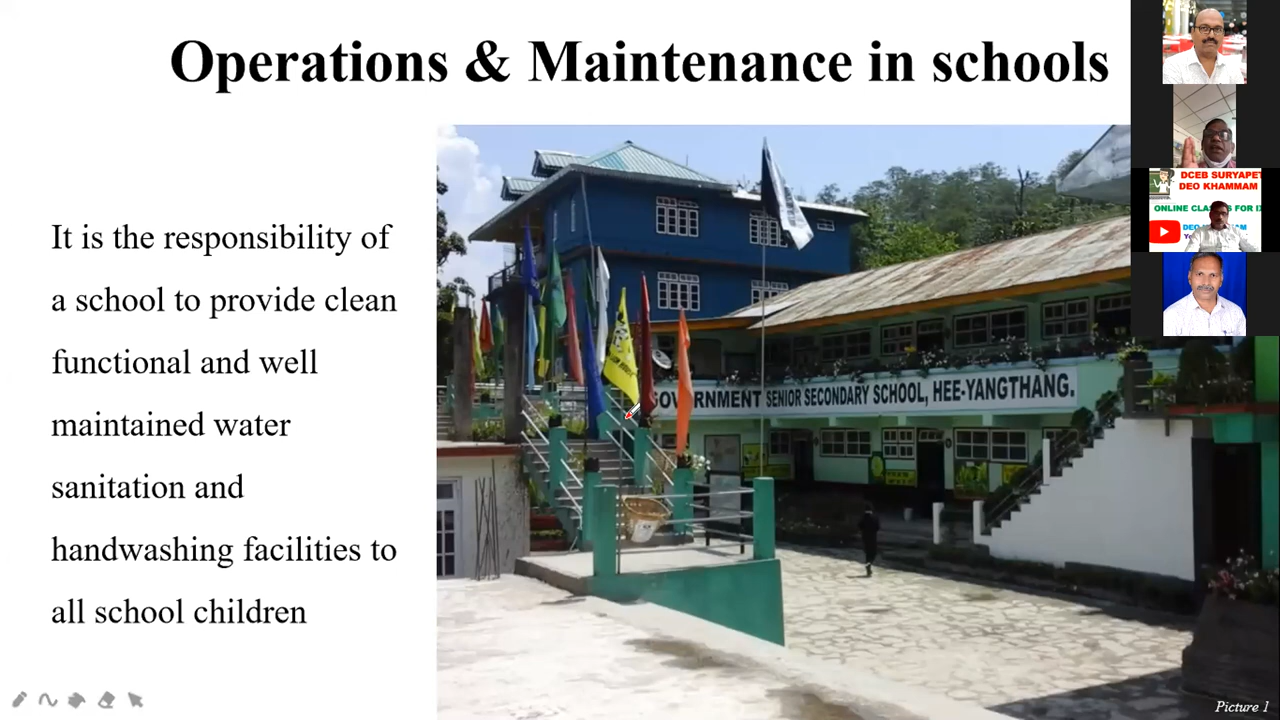 Operations & Maintenance in schools
It is the responsibility of
a school to provide clean
functional and well
maintained water
sanitation and
handwashing facilities to
all school children
GOVERNMENT SENIOR SECONDARY SCHOOL, HEE-YANGTHANG.
Picture 1
DCEB SURYAPET
DEO KHAMMAM
ONLINE CLASSES FOR